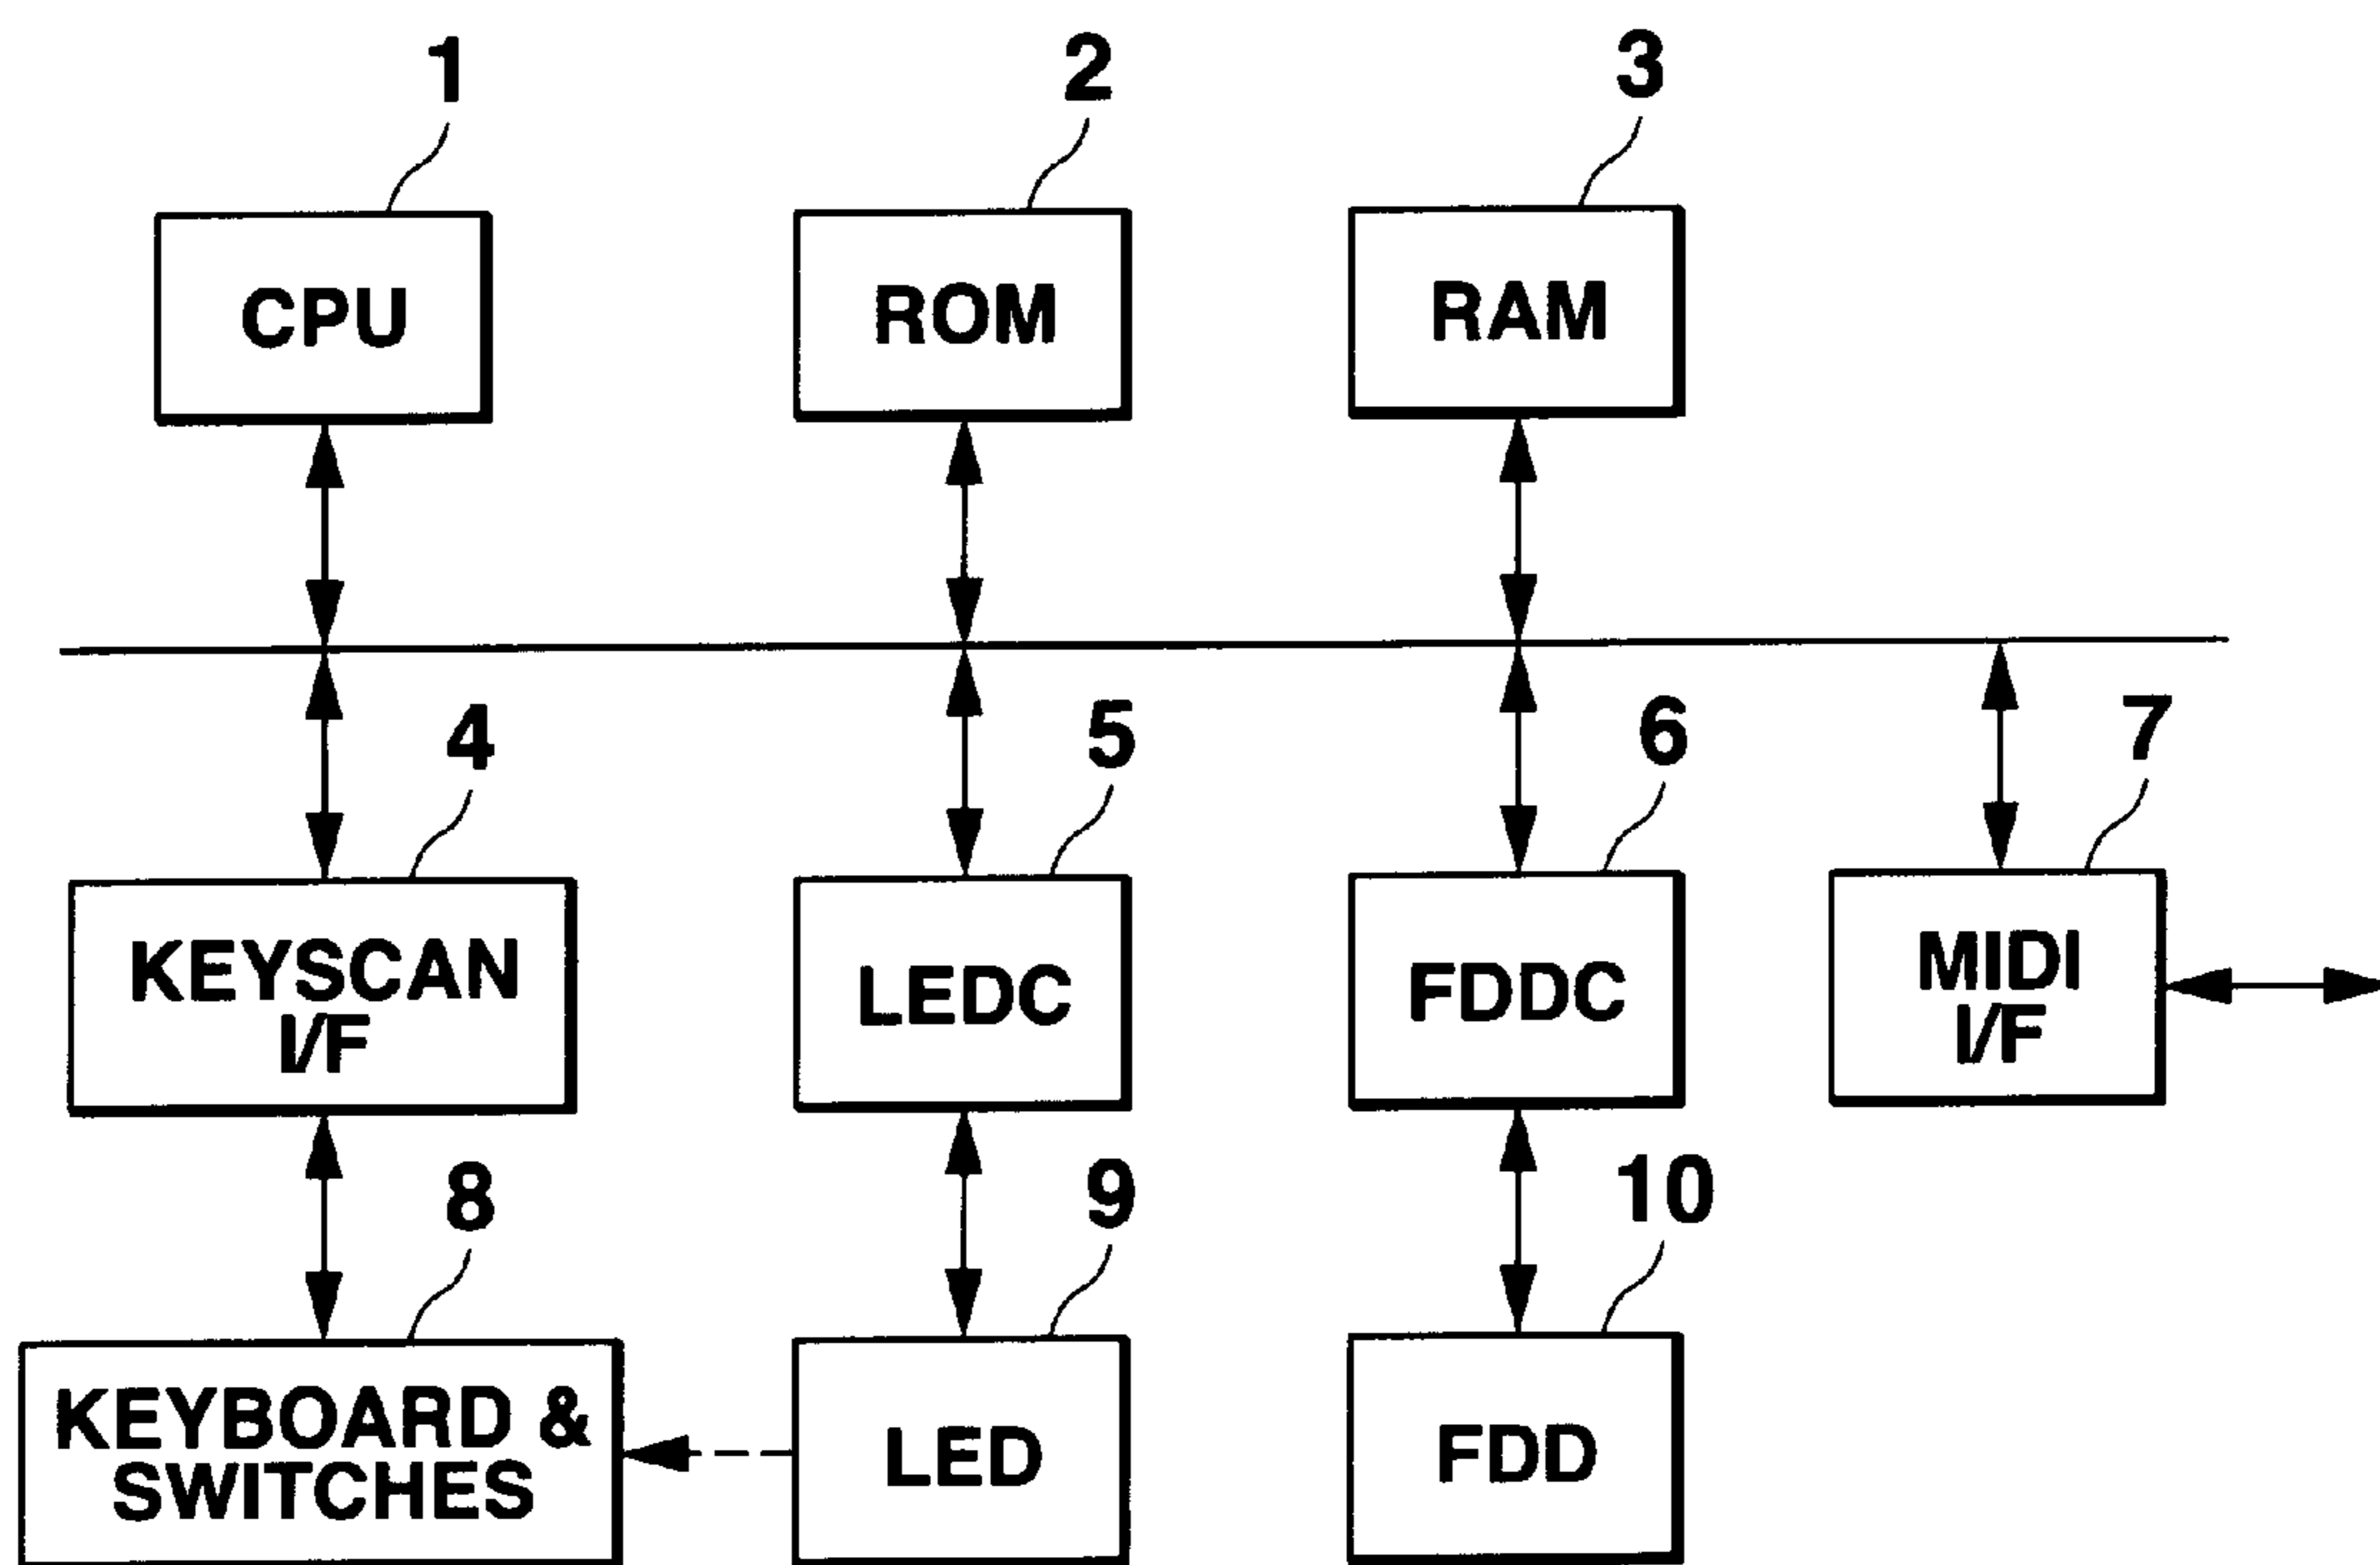 1
2
3
CPU
ROM
RAM
4
5
6
7
KEYSCAN
I/F
LEDC
FDDC
MIDI
I/F
8
9
10
KEYBOARD &
SWITCHES
LED
FDD